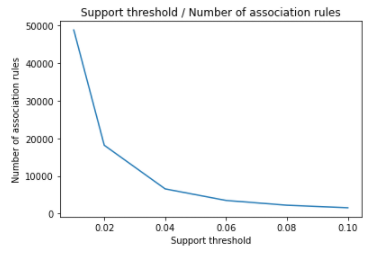 Support threshold / Number of association rules
Number of association rules
50000
40000
30000
20000
10000
0
0.02 0.04 0.06 0.08 0.10
Support threshold